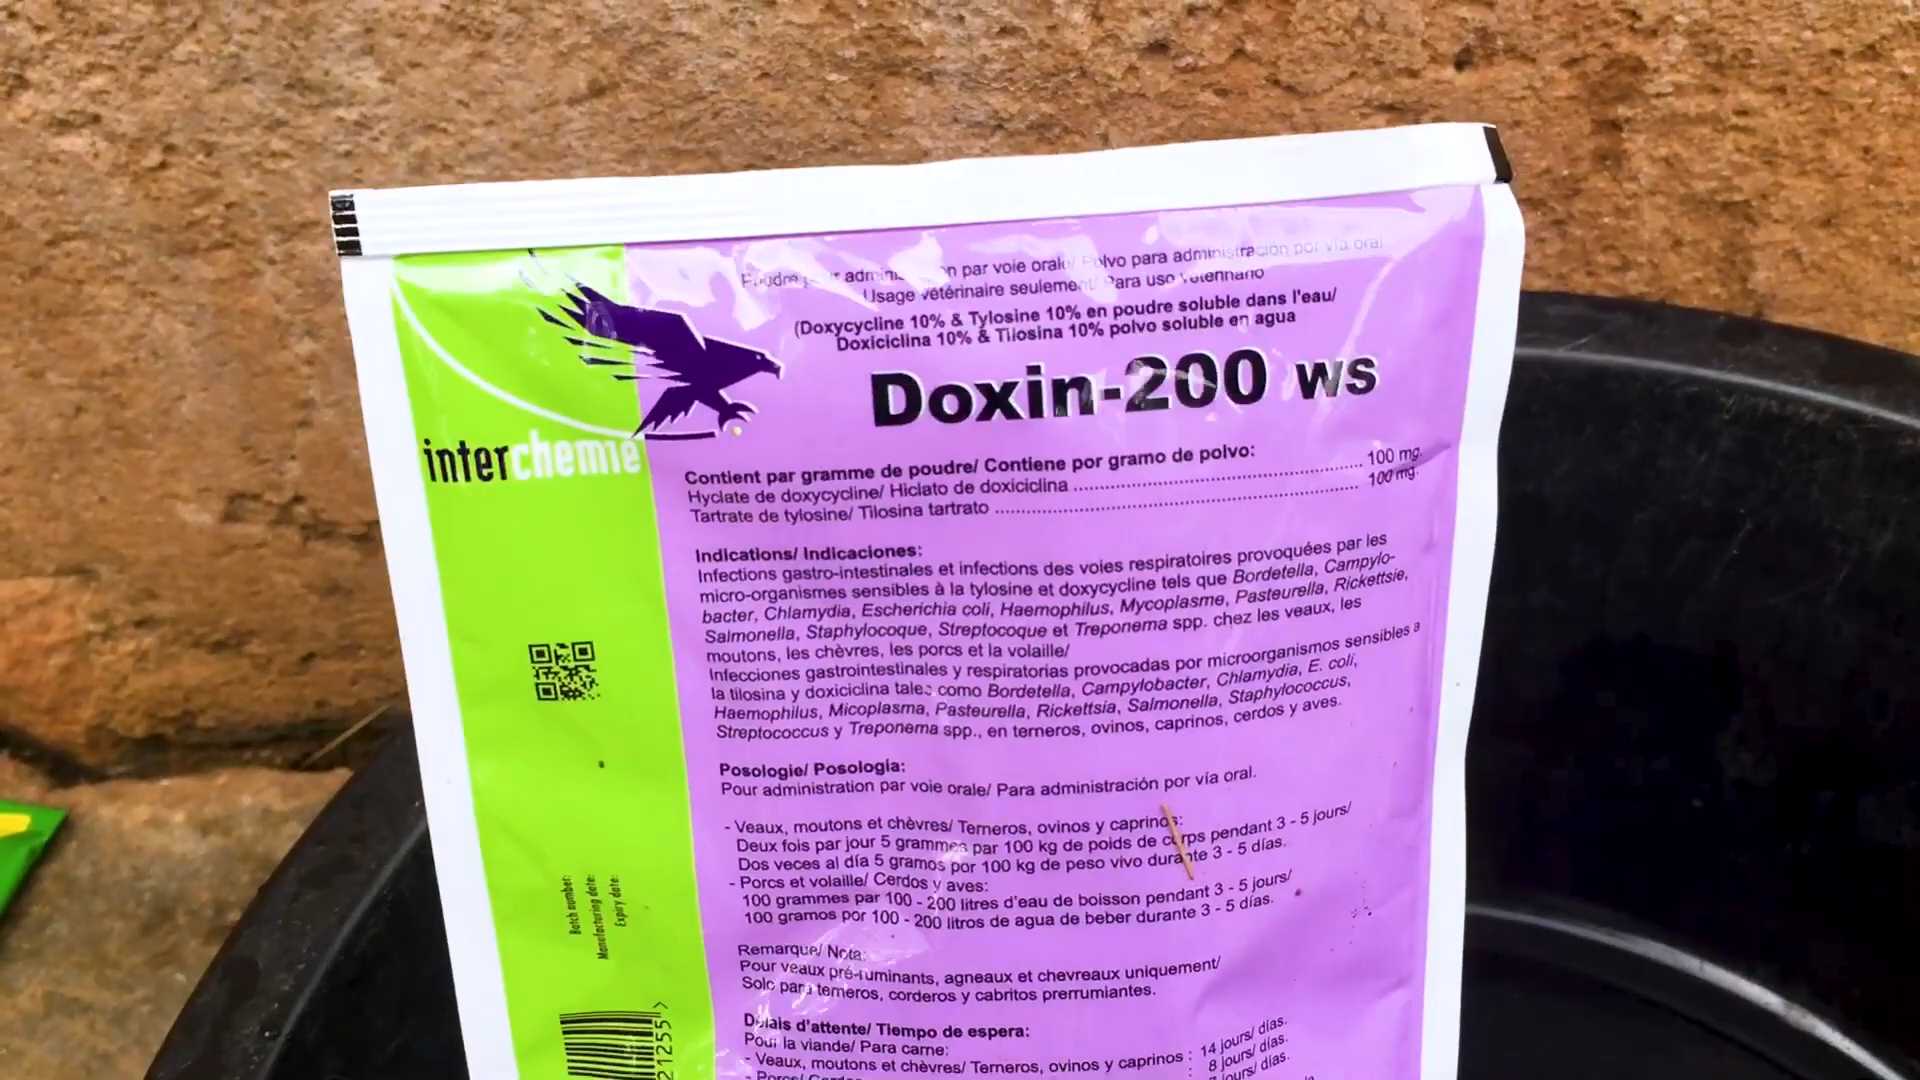 Poudre adminis on par voie orale/ Polvo para administración por vía oral
Usage vétérinaire seulement/ Para uso veterinario
(Doxycycline 10% & Tylosine 10% en poudre soluble dans l'eau/
Doxiciclina 10% & Tilosina 10% polvo soluble en agua
Doxin-200 ws
interchemie
Contient par gramme de poudre/ Contiene por gramo de polvo:
Hyclate de doxycycline/ Hiclato de doxiciclina ........ 100 mg.
Tartrate de tylosine/ Tilosina tartrato ........ 100 mg.
Indications/ Indicaciones:
Infections gastro-intestinales et infections des voies respiratoires provoquées par les
micro-organismes sensibles à la tylosine et doxycycline tels que Bordetella, Campylo-
bacter, Chlamydia, Escherichia coli, Haemophilus, Mycoplasme, Pasteurella, Rickettsie,
Salmonella, Staphylocoque, Streptocoque et Treponema spp. chez les veaux, les
moutons, les chèvres, les porcs et la volaille/
Infecciones gastrointestinales y respiratorias provocadas por microorganismos sensibles a
la tilosina y doxiciclina tales como Bordetella, Campylobacter, Chlamydia, E. coli,
Haemophilus, Micoplasma, Pasteurella, Rickettsia, Salmonella, Staphylococcus,
Streptococcus y Treponema spp., en terneros, ovinos, caprinos, cerdos y aves.
Posologie/ Posología:
Pour administration par voie orale/ Para administración por vía oral.
- Veaux, moutons et chèvres/ Terneros, ovinos y caprinos:
Deux fois par jour 5 grammes par 100 kg de poids de corps pendant 3 - 5 jours/
Dos veces al día 5 gramos por 100 kg de peso vivo durante 3 - 5 días.
- Porcs et volaille/ Cerdos y aves:
100 grammes par 100 - 200 litres d'eau de boisson pendant 3 - 5 jours/
100 gramos por 100 - 200 litros de agua de beber durante 3 - 5 días.
Remarque/ Nota:
Pour veaux pré-ruminants, agneaux et chevreaux uniquement/
Solo para terneros, corderos y cabritos prerrumiantes.
Délais d'attente/ Tiempo de espera:
Pour la viande/ Para carne:
- Veaux, moutons et chèvres/ Terneros, ovinos y caprinos : 14 jours/ días.
: 8 jours/ días.
jours/ días.
Batch number:
Manufacturing date:
Expiry date:
21255